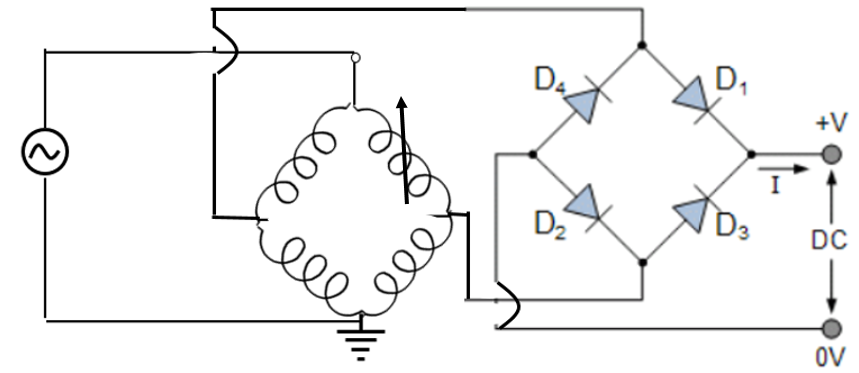 D₄
D₁
+V
I
D₂
D₃
DC
0V